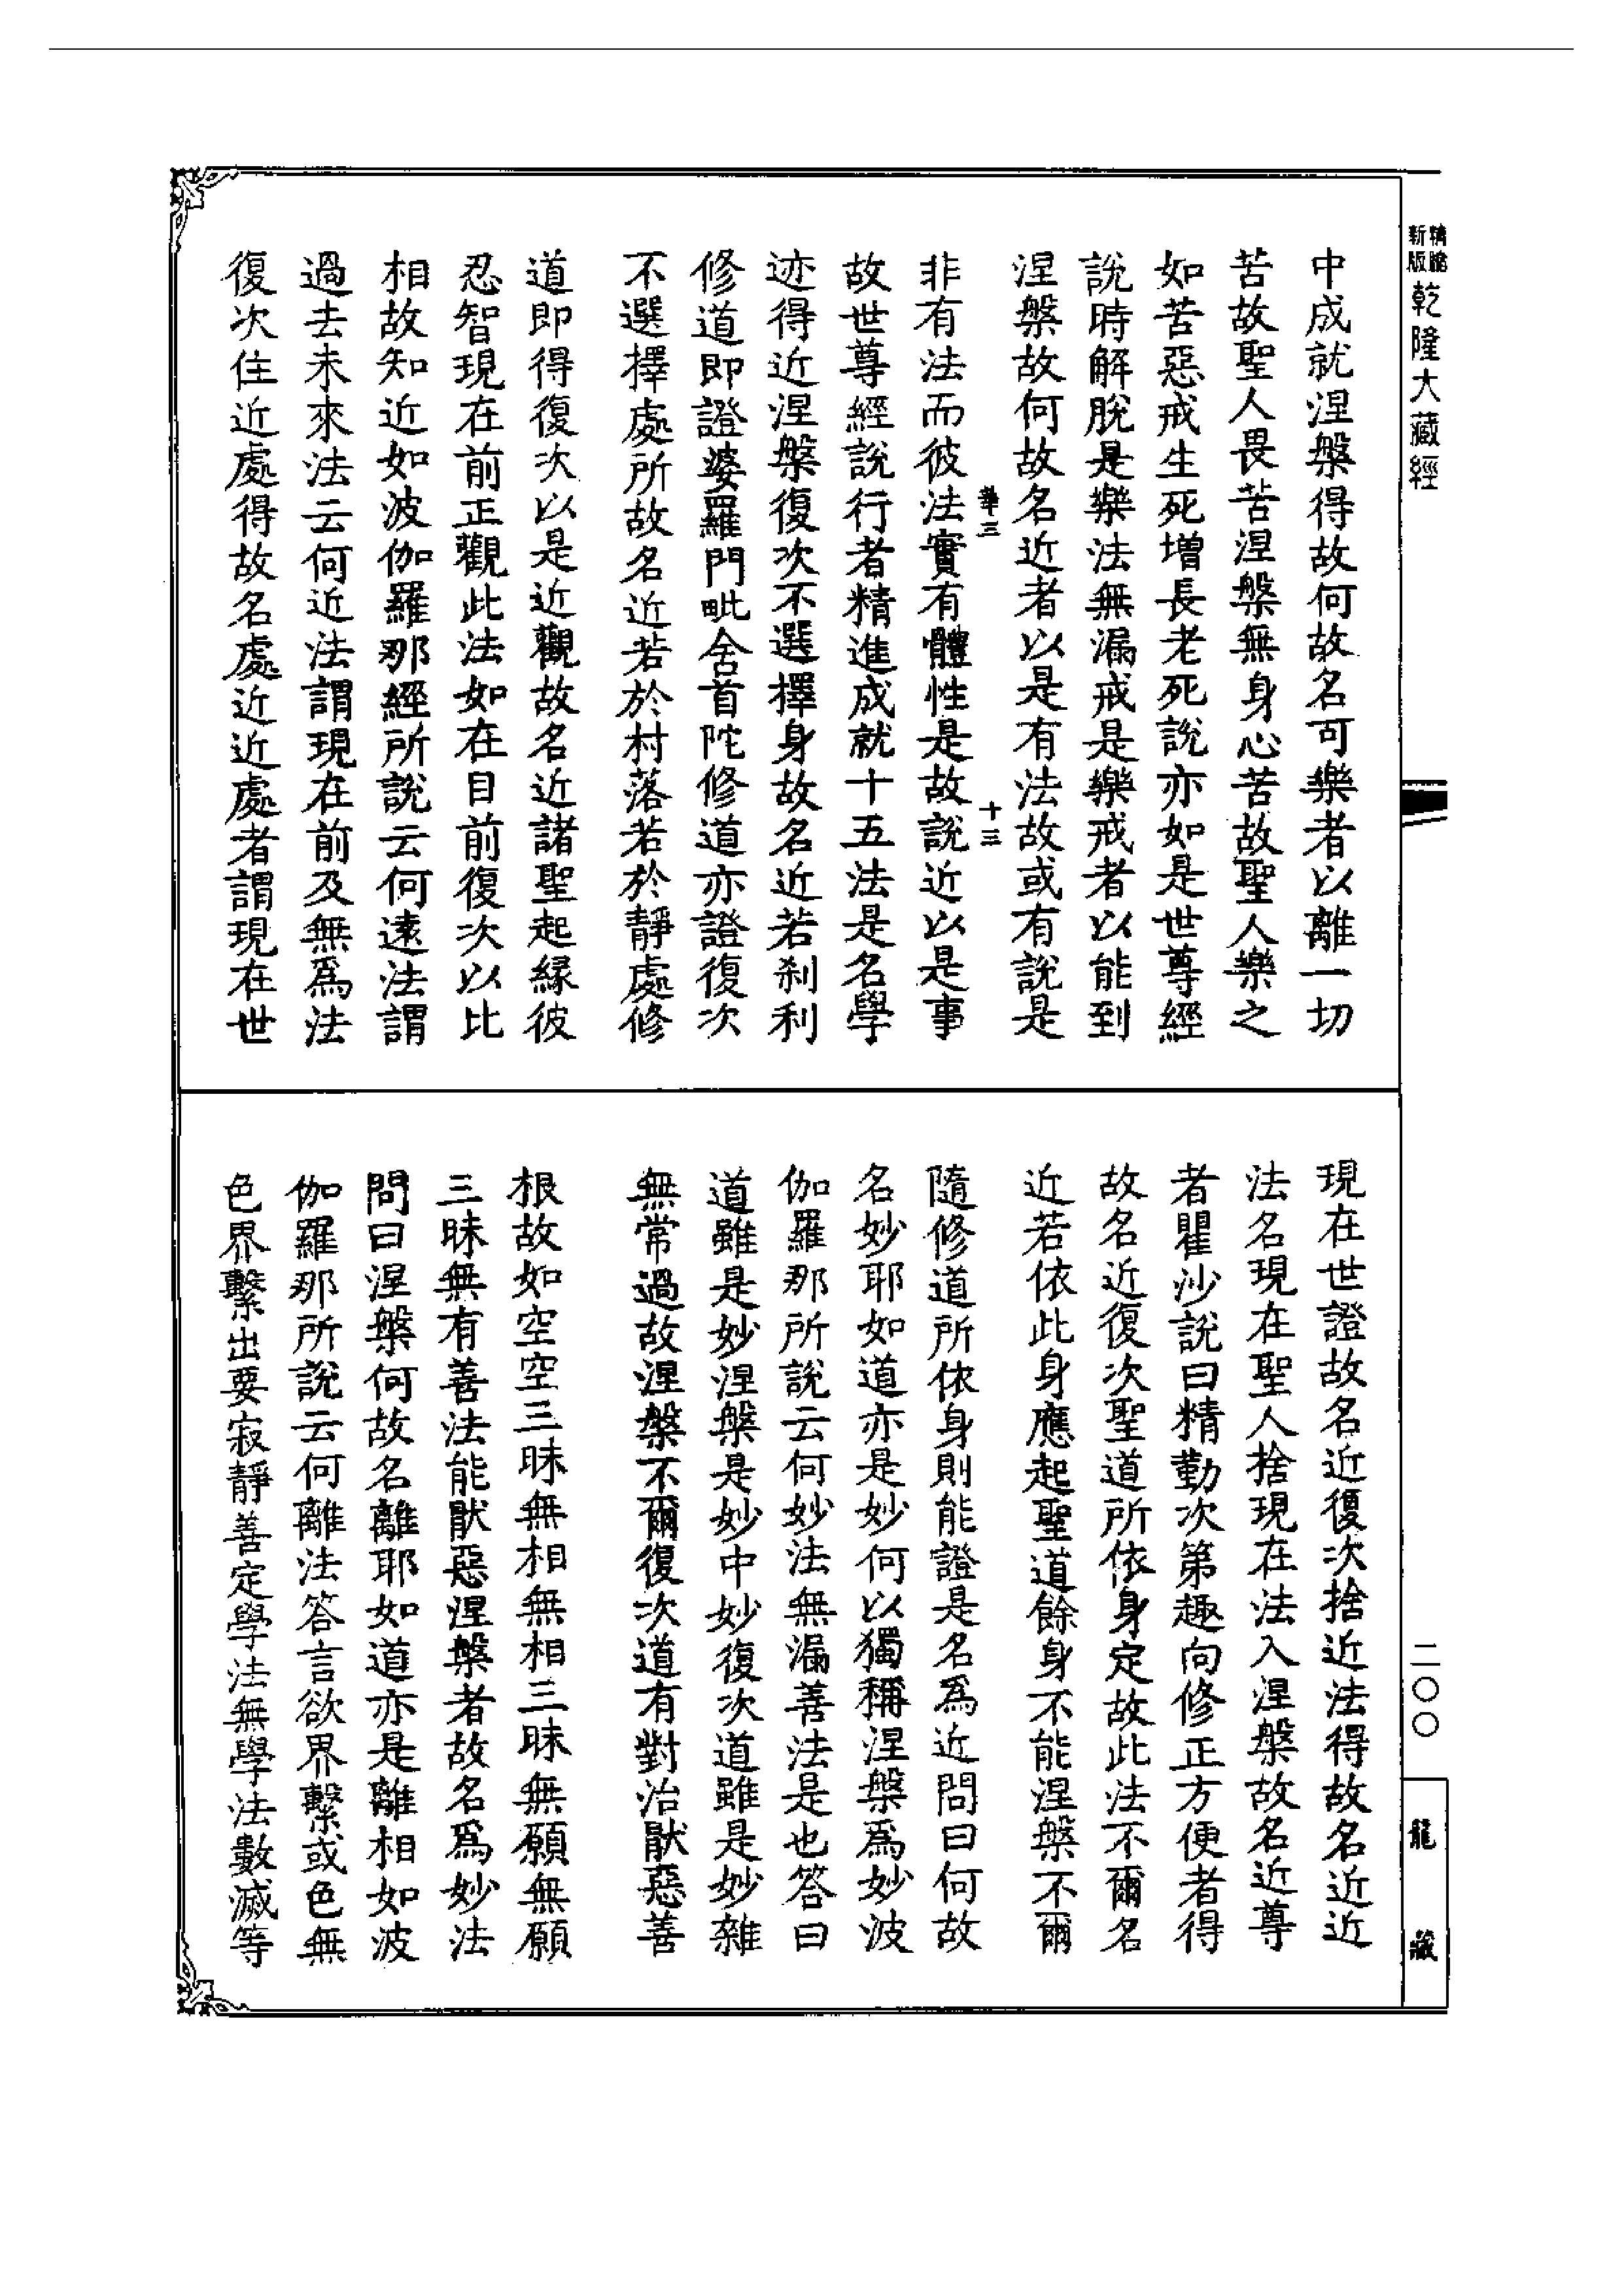 新版
精縮
乾隆大藏經
中成就涅槃得故何故名可樂者以離一切
苦故聖人畏苦涅槃無身心苦故聖人樂之
如苦惡戒生死增長老死說亦如是世尊經
說時解脫是樂法無漏戒是樂戒者以能到
涅槃故何故名近者以是有法故或有說是
華三
十三
非有法而彼法實有體性是故說近以是事
故世尊經說行者精進成就十五法是名學
迹得近涅槃復次不選擇身故名近若剎利
修道即證婆羅門毗舍首陀修道亦證復次
不選擇處所故名近若於村落若於靜處修
道即得復次以是近觀故名近諸聖起緣彼
忍智現在前正觀此法如在目前復次以比
相故知近如波伽羅那經所說云何遠法謂
過去未來法云何近法謂現在前及無為法
復次住近處得故名處近近處者謂現在世
現在世證故名近復次捨近法得故名近近
法名現在聖人捨現在法入涅槃故名近尊
者瞿沙說曰精勤次第趣向修正方便者得
故名近復次聖道所依身定故此法不爾名
近若依此身應起聖道餘身不能涅槃不爾
隨修道所依身則能證是名為近問曰何故
名妙耶如道亦是妙何以獨稱涅槃為妙波
伽羅那所說云何妙法無漏善法是也答曰
道雖是妙涅槃是妙中妙復次道雖是妙雜
無常過故涅槃不爾復次道有對治猒惡善
根故如空空三昧無相無相三昧無願無願
三昧無有善法能猒惡涅槃者故名為妙法
問曰涅槃何故名離耶如道亦是離相如波
伽羅那所說云何離法答言欲界繫或色無
色界繫出要寂靜善定學法無學法數滅等
二〇〇
龍藏